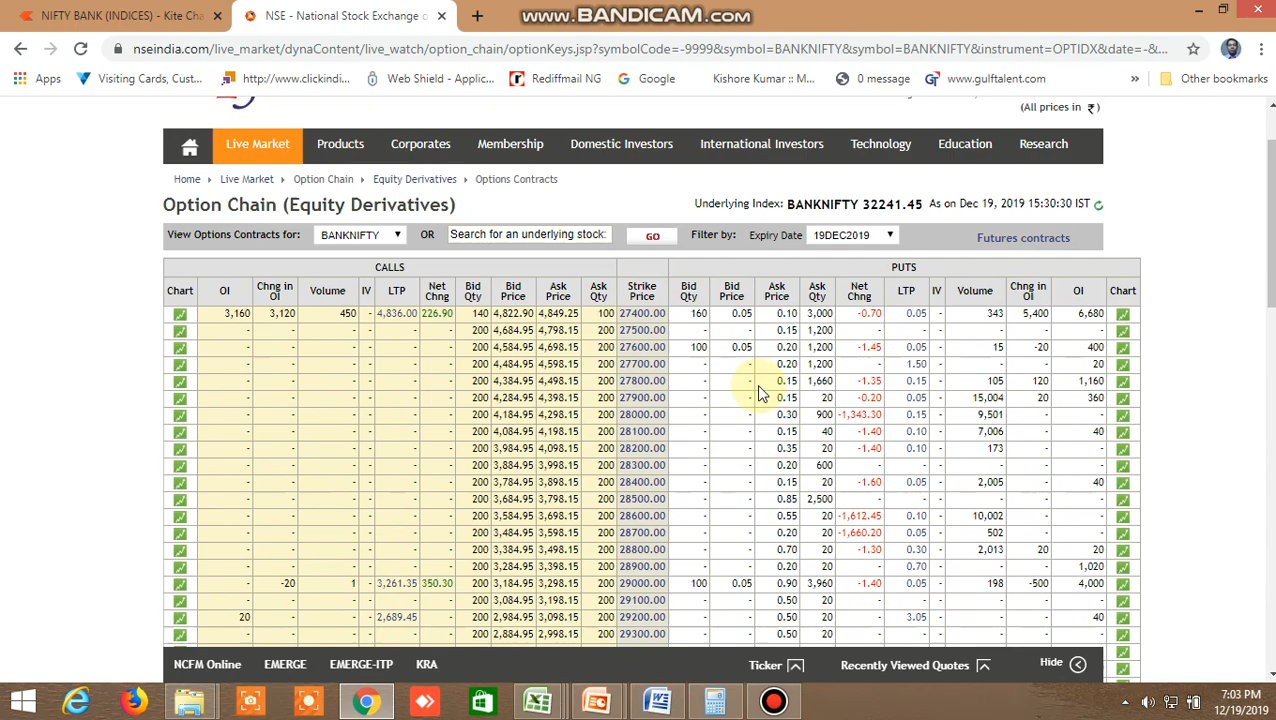 NIFTY BANK (INDICES) - Kite Cha
NSE - National Stock Exchange o
www.BANDICAM.com
nseindia.com/live_market/dynaContent/live_watch/option_chain/optionKeys.jsp?symbolCode=-9999&symbol=BANKNIFTY&symbol=BANKNIFTY&instrument=OPTIDX&date=-&...
Apps Visiting Cards, Cust... http://www.clickindi... Web Shield - Applic... Rediffmail NG Google Kishore Kumar :: M... 0 message www.gulftalent.com » Other bookmarks
(All prices in ₹)
Live Market Products Corporates Membership Domestic Investors International Investors Technology Education Research
Home Live Market Option Chain Equity Derivatives Options Contracts
Option Chain (Equity Derivatives) Underlying Index: BANKNIFTY 32241.45 As on Dec 19, 2019 15:30:30 IST
View Options Contracts for: BANKNIFTY OR Search for an underlying stock: GO Filter by: Expiry Date 19DEC2019 Futures contracts
CALLS PUTS
Chart OI Chng in OI Volume IV LTP Net Chng Bid Qty Bid Price Ask Price Ask Qty Strike Price Bid Qty Bid Price Ask Price Ask Qty Net Chng LTP IV Volume Chng in OI OI Chart
3,160 3,120 450 - 4,836.00 226.90 140 4,822.90 4,849.25 100 27400.00 160 0.05 0.10 3,000 -0.70 0.05 - 343 5,400 6,680
- - - - - - 200 4,684.95 4,798.15 200 27500.00 - - 0.15 1,200 - - - - - -
- - - - - - 200 4,584.95 4,698.15 200 27600.00 100 0.05 0.20 1,200 -1.45 0.05 - 15 -20 400
- - - - - - 200 4,484.95 4,598.15 200 27700.00 - - 0.20 1,200 - 1.50 - - - 20
- - - - - - 200 4,384.95 4,498.15 200 27800.00 - - 0.15 1,660 -1.35 0.15 - 105 120 1,160
- - - - - - 200 4,284.95 4,398.15 200 27900.00 - - 0.15 20 -0.20 0.05 - 15,004 20 360
- - - - - - 200 4,184.95 4,298.15 200 28000.00 - - 0.30 900 -1,343.30 0.15 - 9,501 - -
- - - - - - 200 4,084.95 4,198.15 200 28100.00 - - 0.15 40 -1.40 0.10 - 7,006 - 40
- - - - - - 200 3,984.95 4,098.15 200 28200.00 - - 0.35 20 -1.40 0.10 - 173 - -
- - - - - - 200 3,884.95 3,998.15 200 28300.00 - - 0.20 600 - - - - - -
- - - - - - 200 3,784.95 3,898.15 200 28400.00 - - 0.15 20 -1.60 0.05 - 2,005 - 40
- - - - - - 200 3,684.95 3,798.15 200 28500.00 - - 0.85 2,500 - - - - - -
- - - - - - 200 3,584.95 3,698.15 200 28600.00 - - 0.55 20 -1,612.45 0.10 - 10,002 - -
- - - - - - 200 3,484.95 3,598.15 200 28700.00 - - 0.20 20 -1,660.20 0.05 - 502 - -
- - - - - - 200 3,384.95 3,498.15 200 28800.00 - - 0.70 20 -1.30 0.30 - 2,013 20 20
- - - - - - 200 3,284.95 3,398.15 200 28900.00 - - 0.20 20 - 0.70 - - - 1,020
- -20 1 - 3,261.35 350.30 200 3,184.95 3,298.15 200 29000.00 100 0.05 0.90 3,960 -1.40 0.05 - 198 -500 4,000
- - - - - - 200 3,084.95 3,198.15 200 29100.00 - - 0.50 20 - - - - - -
20 - - - 2,689.45 - 200 2,984.95 3,098.15 200 29200.00 - - 0.50 20 - 3.05 - - - 40
- - - - - - 200 2,884.95 2,998.15 200 29300.00 - - 0.50 20 - - - - - -
NCFM Online EMERGE EMERGE-ITP KRA Ticker Recently Viewed Quotes Hide
7:03 PM
12/19/2019